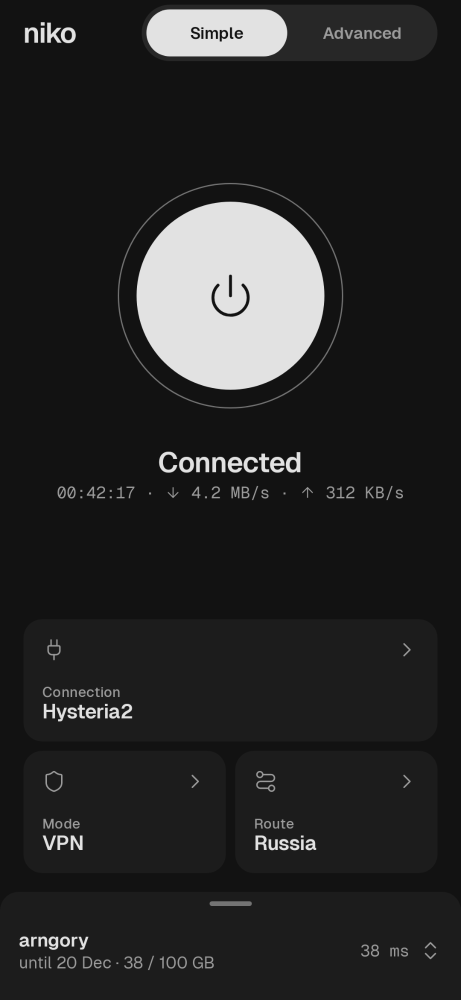 niko
Simple
Advanced
Connected
00:42:17 · ↓ 4.2 MB/s · ↑ 312 KB/s
Connection
Hysteria2
Mode
VPN
Route
Russia
arngory
until 20 Dec · 38 / 100 GB
38 ms